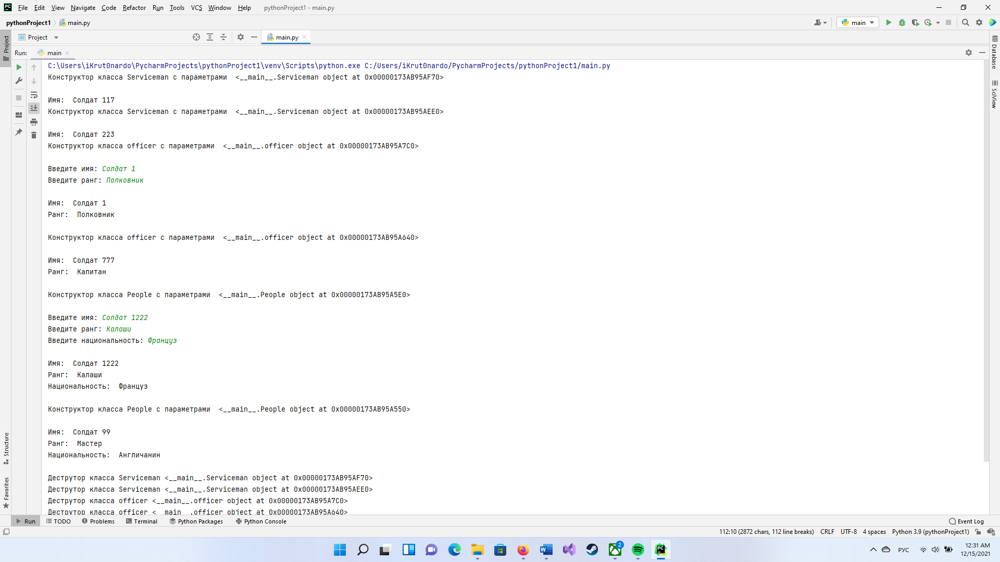 PC File Edit View Navigate Code Refactor Run Tools VCS Window Help pythonProject1 - main.py
pythonProject1 main.py main
Project Project main.py
Run: main
C:\Users\iKrut0nardo\PycharmProjects\pythonProject1\venv\Scripts\python.exe C:/Users/iKrut0nardo/PycharmProjects/pythonProject1/main.py
Конструктор класса Serviceman с параметрами  <__main__.Serviceman object at 0x00000173AB95AF70>
Имя:  Солдат 117
Конструктор класса Serviceman с параметрами  <__main__.Serviceman object at 0x00000173AB95AEE0>
Имя:  Солдат 223
Конструктор класса officer с параметрами  <__main__.officer object at 0x00000173AB95A7C0>
Введите имя: Солдат 1
Введите ранг: Полковник
Имя:  Солдат 1
Ранг:  Полковник
Конструктор класса officer с параметрами  <__main__.officer object at 0x00000173AB95A640>
Имя:  Солдат 777
Ранг:  Капитан
Конструктор класса People с параметрами  <__main__.People object at 0x00000173AB95A5E0>
Введите имя: Солдат 1222
Введите ранг: Калаши
Введите национальность: Француз
Имя:  Солдат 1222
Ранг:  Калаши
Национальность:  Француз
Конструктор класса People с параметрами  <__main__.People object at 0x00000173AB95A550>
Имя:  Солдат 99
Ранг:  Мастер
Национальность:  Англичанин
Деструтор класса Serviceman <__main__.Serviceman object at 0x00000173AB95AF70>
Деструтор класса Serviceman <__main__.Serviceman object at 0x00000173AB95AEE0>
Деструтор класса officer <__main__.officer object at 0x00000173AB95A7C0>
Деструтор класса officer <__main__.officer object at 0x00000173AB95A640>
Database
SciView
Structure
Favorites
Run TODO Problems Terminal Python Packages Python Console Event Log
112:10 (2872 chars, 112 line breaks) CRLF UTF-8 4 spaces Python 3.9 (pythonProject1)
2
РУС
12:31 AM
12/15/2021